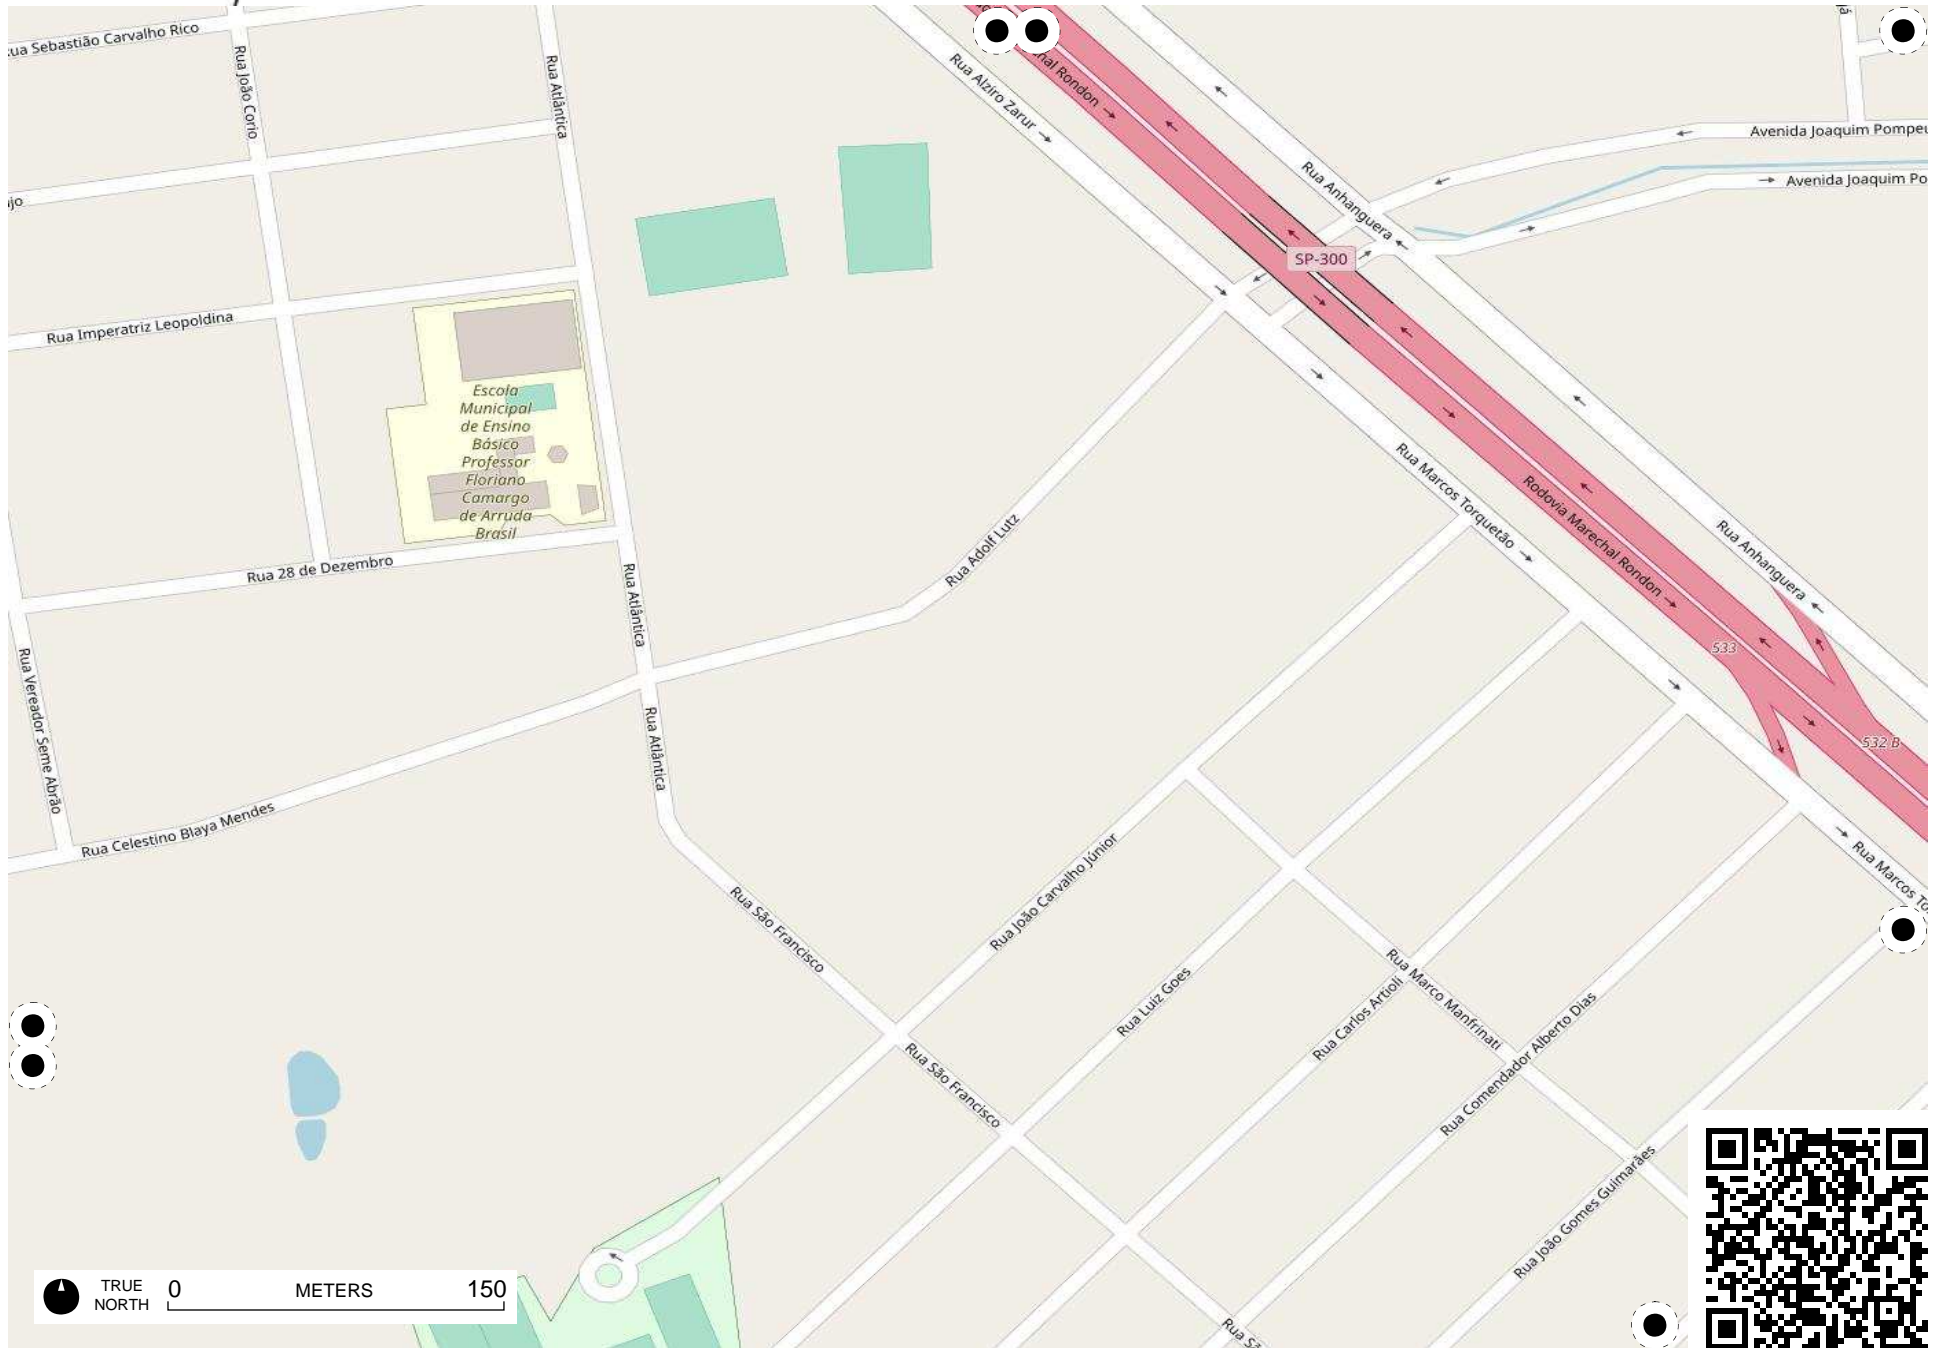 Rua Sebastião Carvalho Rico
Rua João Corio
Rua Atlântica
Rua Alzíro Zarur
Rua Anhanguera
Avenida Joaquim Pompeu
Avenida Joaquim Po
SP-300
Rua Imperatriz Leopoldina
Escola
Municipal
de Ensino
Básico
Professor
Floriano
Camargo
de Arruda
Brasil
Rua Marcos Torquetão
Rodovia Marechal Rondon
Rua Anhanguera
Rua Adolf Lutz
Rua 28 de Dezembro
Rua Atlântica
533
532 B
Rua Vereador Seme Abrão
Rua Atlântica
Rua Celestino Blaya Mendes
Rua João Carvalho Júnior
Rua Marcos To
Rua São Francisco
Rua Luiz Goes
Rua Marco Manfrinati
Rua Carlos Artioli
Rua Comendador Alberto Dias
Rua São Francisco
Rua João Gomes Guimarães
Rua Sã
TRUE
NORTH
0 METERS 150